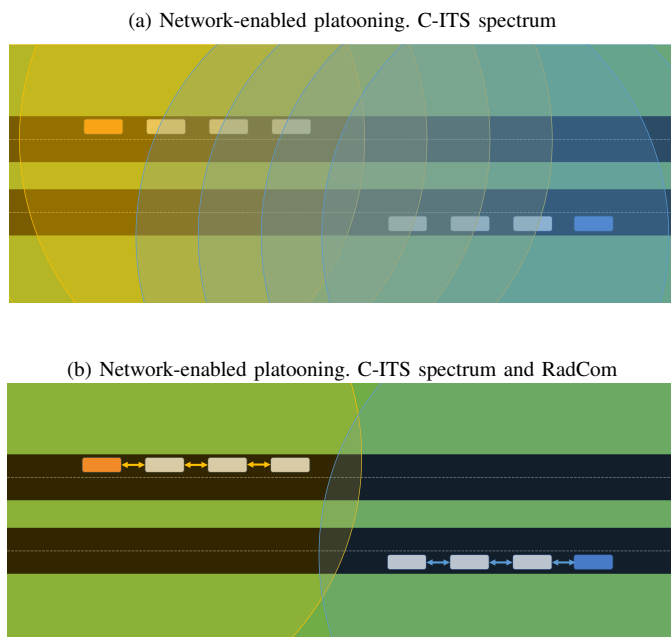 (a) Network-enabled platooning. C-ITS spectrum
(b) Network-enabled platooning. C-ITS spectrum and RadCom